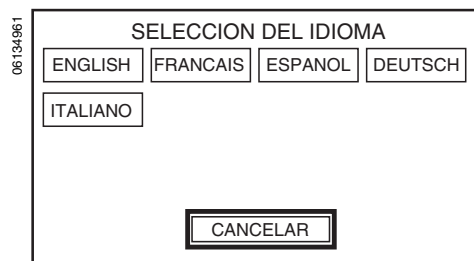 06134961
SELECCION DEL IDIOMA
ENGLISH FRANCAIS ESPANOL DEUTSCH
ITALIANO
CANCELAR